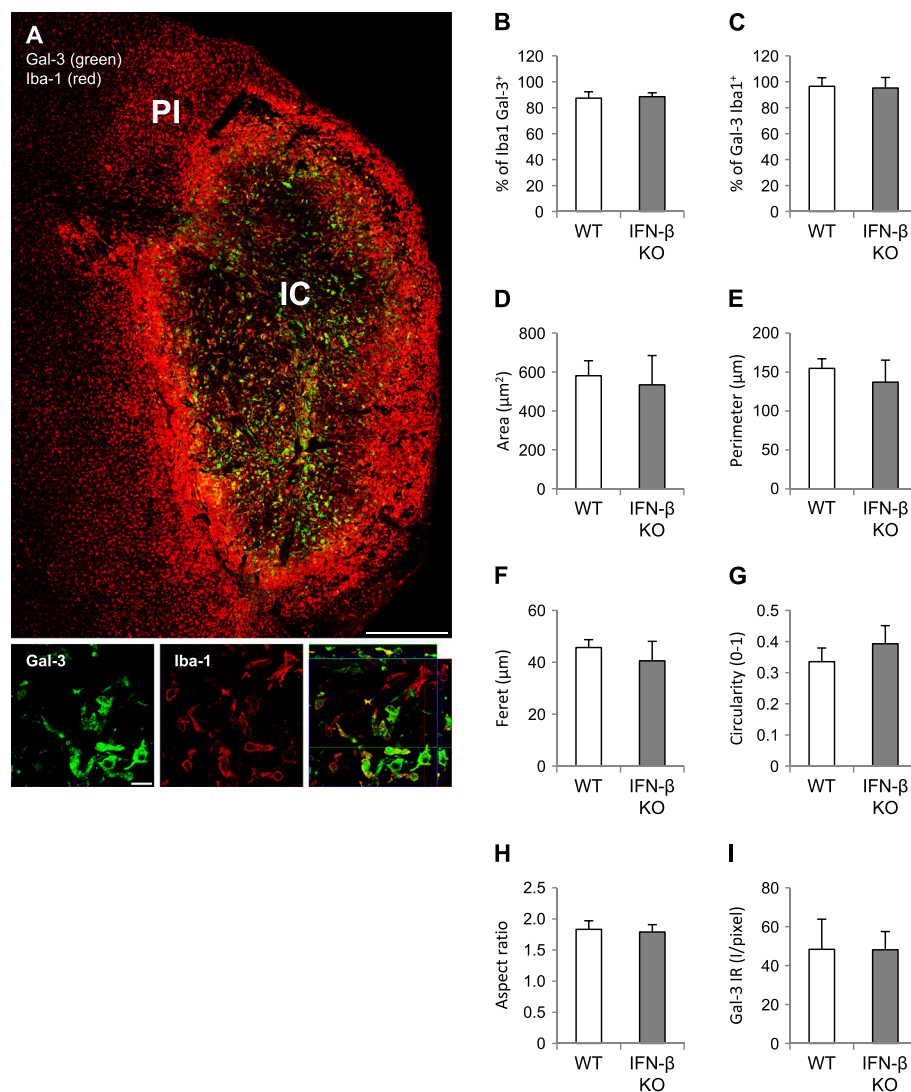 A
Gal-3 (green)
Iba-1 (red)
PI
IC
Gal-3
Iba-1
B
% of Iba1 Gal-3⁺
120
100
80
60
40
20
0
WT
IFN-β
KO
C
% of Gal-3 Iba1⁺
120
100
80
60
40
20
0
WT
IFN-β
KO
D
Area (µm²)
800
600
400
200
0
WT
IFN-β
KO
E
Perimeter (µm)
200
150
100
50
0
WT
IFN-β
KO
F
Feret (µm)
60
40
20
0
WT
IFN-β
KO
G
Circularity (0-1)
0.5
0.4
0.3
0.2
0.1
0
WT
IFN-β
KO
H
Aspect ratio
2.5
2.0
1.5
1.0
0.5
0
WT
IFN-β
KO
I
Gal-3 IR (I/pixel)
80
60
40
20
0
WT
IFN-β
KO